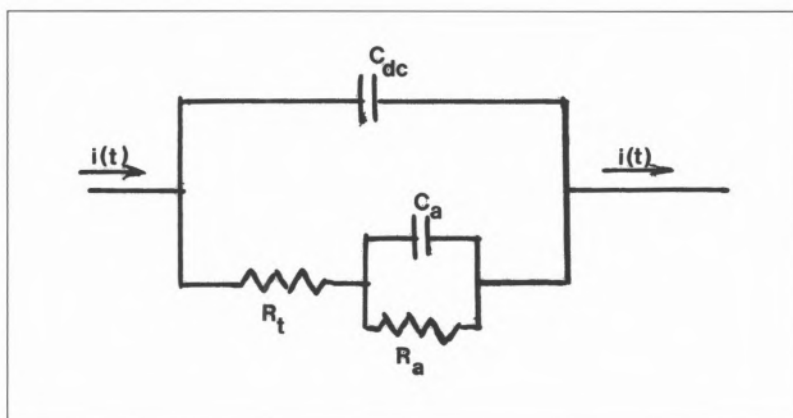 C_dc
i(t)
i(t)
C_a
R_t
R_a